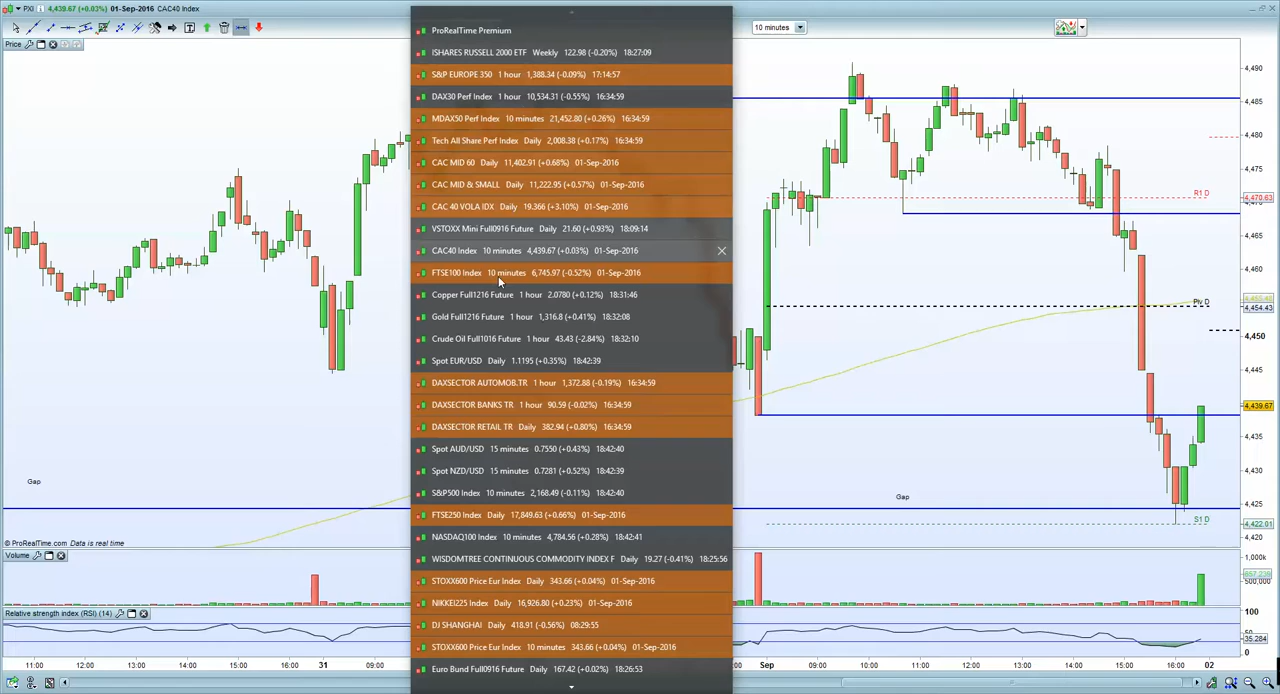 PXI 4,439.67 (+0.03%) 01-Sep-2016 CAC40 Index
10 minutes
Price
ProRealTime Premium
ISHARES RUSSELL 2000 ETF Weekly 122.98 (-0.20%) 18:27:09
S&P EUROPE 350 1 hour 1,388.34 (-0.09%) 17:14:57
DAX30 Perf Index 1 hour 10,534.31 (-0.55%) 16:34:59
MDAX50 Perf Index 10 minutes 21,452.80 (+0.26%) 16:34:59
Tech All Share Perf Index Daily 2,008.38 (+0.17%) 16:34:59
CAC MID 60 Daily 11,402.91 (+0.68%) 01-Sep-2016
CAC MID & SMALL Daily 11,222.95 (+0.57%) 01-Sep-2016
CAC 40 VOLA IDX Daily 19.366 (+3.10%) 01-Sep-2016
VSTOXX Mini Full0916 Future Daily 21.60 (+0.93%) 18:09:14
CAC40 Index 10 minutes 4,439.67 (+0.03%) 01-Sep-2016
FTSE100 Index 10 minutes 6,745.97 (-0.52%) 01-Sep-2016
Copper Full1216 Future 1 hour 2.0780 (+0.12%) 18:31:46
Gold Full1216 Future 1 hour 1,316.8 (+0.41%) 18:32:08
Crude Oil Full1016 Future 1 hour 43.43 (-2.84%) 18:32:10
Spot EUR/USD Daily 1.1195 (+0.35%) 18:42:39
DAXSECTOR AUTOMOB.TR 1 hour 1,372.88 (-0.19%) 16:34:59
DAXSECTOR BANKS TR 1 hour 90.59 (-0.02%) 16:34:59
DAXSECTOR RETAIL TR Daily 382.94 (+0.80%) 16:34:59
Spot AUD/USD 15 minutes 0.7550 (+0.43%) 18:42:40
Spot NZD/USD 15 minutes 0.7281 (+0.52%) 18:42:39
S&P500 Index 10 minutes 2,168.49 (-0.11%) 18:42:40
FTSE250 Index Daily 17,849.63 (+0.66%) 01-Sep-2016
NASDAQ100 Index 10 minutes 4,784.56 (+0.28%) 18:42:41
WISDOMTREE CONTINUOUS COMMODITY INDEX F Daily 19.27 (-0.41%) 18:25:56
STOXX600 Price Eur Index Daily 343.66 (+0.04%) 01-Sep-2016
NIKKEI225 Index Daily 16,926.80 (+0.23%) 01-Sep-2016
DJ SHANGHAI Daily 418.91 (-0.56%) 08:29:55
STOXX600 Price Eur Index 10 minutes 343.66 (+0.04%) 01-Sep-2016
Euro Bund Full0916 Future Daily 167.42 (+0.02%) 18:26:53
4,490
4,485
4,480
4,475
R1 D
4,470.63
4,465
4,460
Piv D
4,454.43
4,450
4,445
4,439.67
4,435
4,430
4,425
S1 D
4,422.01
4,420
Gap
Gap
© ProRealTime.com Data is real time
Volume
1,000k
500,000
Relative strength index (RSI) (14)
100
35.284
0
11:00 12:00 13:00 14:00 15:00 16:00 31 09:00
Sep 09:00 10:00 11:00 12:00 13:00 14:00 15:00 16:00 02